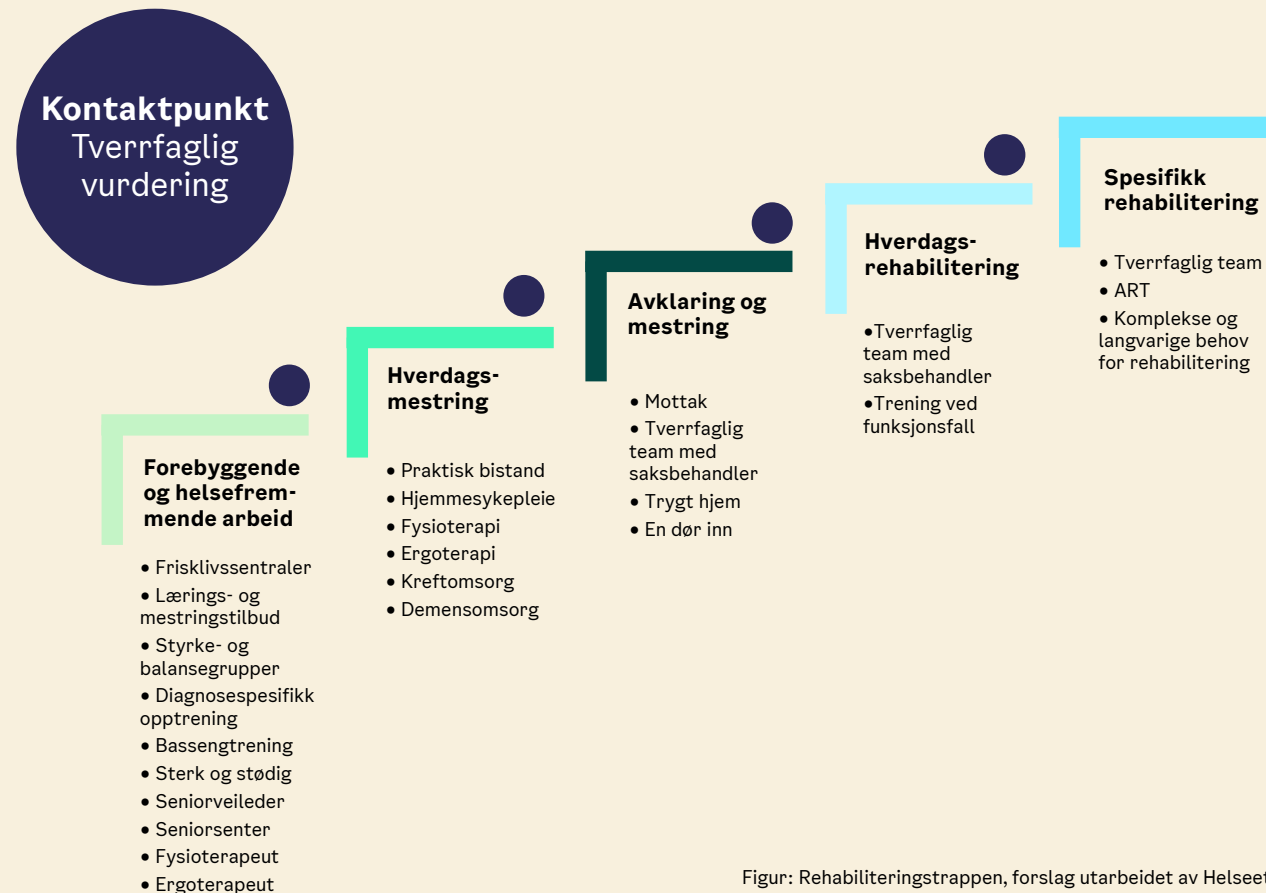 Kontaktpunkt
Tverrfaglig
vurdering
Forebyggende
og helsefrem-
mende arbeid
• Frisklivssentraler
• Lærings- og
mestringstilbud
• Styrke- og
balansegrupper
• Diagnosespesifikk
opptrening
• Bassengtrening
• Sterk og stødig
• Seniorveileder
• Seniorsenter
• Fysioterapeut
• Ergoterapeut
Hverdags-
mestring
• Praktisk bistand
• Hjemmesykepleie
• Fysioterapi
• Ergoterapi
• Kreftomsorg
• Demensomsorg
Avklaring og
mestring
• Mottak
• Tverrfaglig
team med
saksbehandler
• Trygt hjem
• En dør inn
Hverdags-
rehabilitering
•Tverrfaglig
team med
saksbehandler
•Trening ved
funksjonsfall
Spesifikk
rehabilitering
• Tverrfaglig team
• ART
• Komplekse og
langvarige behov
for rehabilitering
Figur: Rehabiliteringstrappen, forslag utarbeidet av